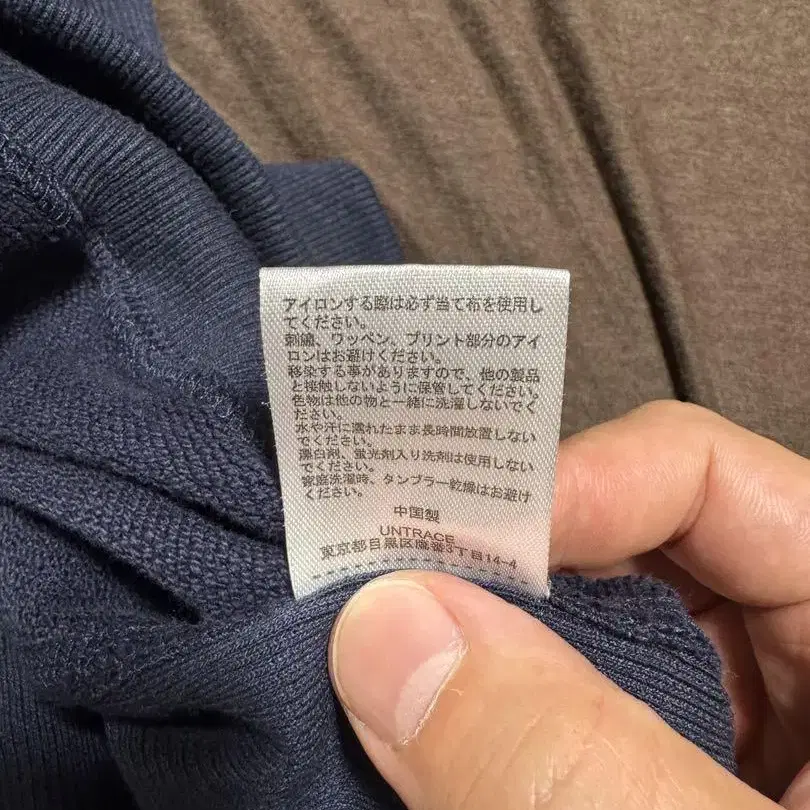 アイロンする際は必ず当て布を使用し
てください。
刺繍、ワッペン、プリント部分のアイ
ロンはお避けください。
移染する事がありますので、他の製品
と接触しないように保管してください。
色物は他の物と一緒に洗濯しないでく
ださい。
水や汗に濡れたまま長時間放置しない
でください。
漂白剤、蛍光剤入り洗剤は使用しない
でください。
家庭洗濯時、タンブラー乾燥はお避け
ください。
中国製
UNTRACE
東京都目黒区鷹番3丁目14-4